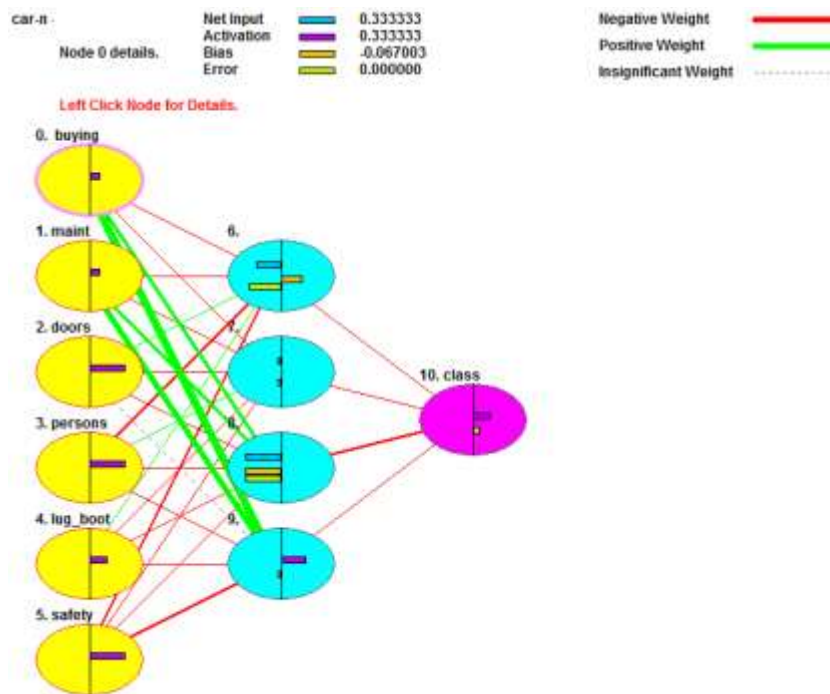 car-n
Net Input 0.333333
Activation 0.333333
Node 0 details. Bias -0.067003
Error 0.000000
Negative Weight
Positive Weight
Insignificant Weight
Left Click Node for Details.
0. buying
1. maint
2. doors
3. persons
4. lug_boot
5. safety
6.
7.
8.
9.
10. class